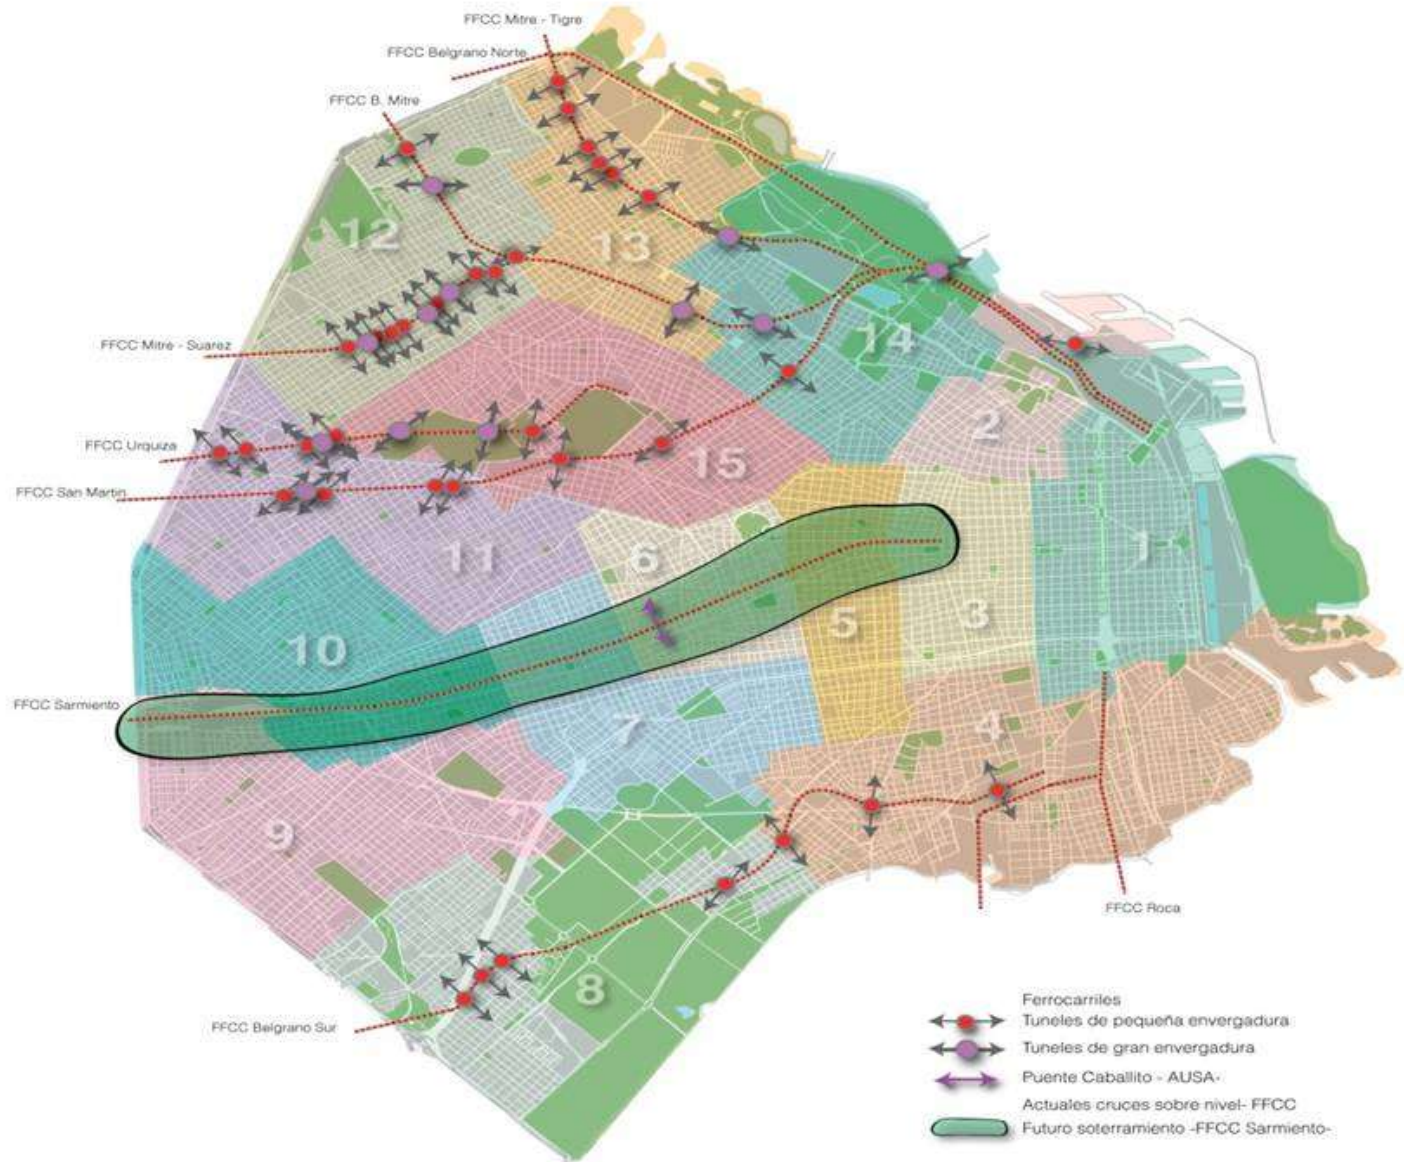 FFCC Mitre - Tigre
FFCC Belgrano Norte
FFCC B. Mitre
12
13
FFCC Mitre - Suarez
14
2
FFCC Urquiza
15
FFCC San Martin
11
6
1
10
5
3
FFCC Sarmiento
7
4
9
FFCC Roca
8
FFCC Belgrano Sur
Ferrocarriles
Tuneles de pequeña envergadura
Tuneles de gran envergadura
Puente Caballito - AUSA-
Actuales cruces sobre nivel- FFCC
Futuro soterramiento -FFCC Sarmiento-